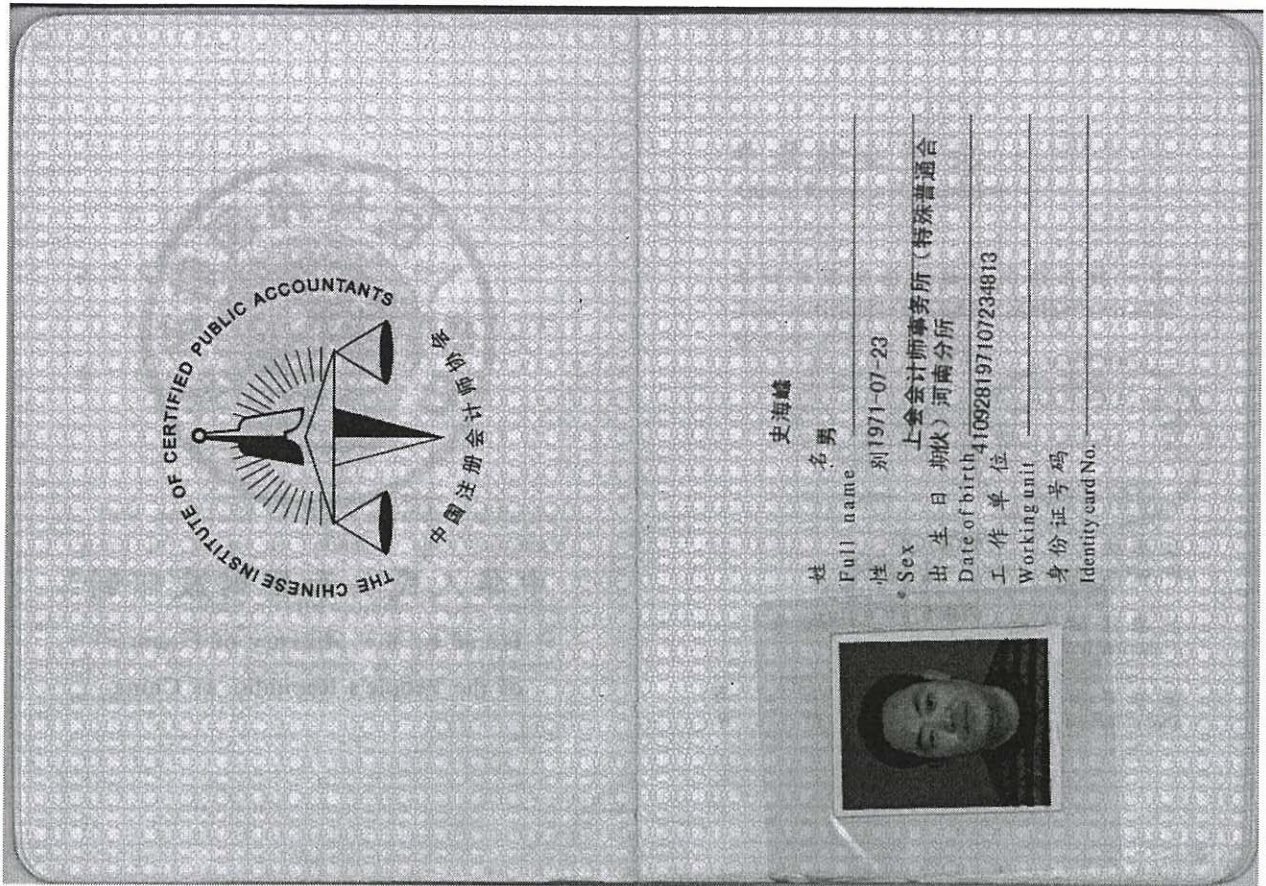 THE CHINESE INSTITUTE OF CERTIFIED PUBLIC ACCOUNTANTS
中国注册会计师协会
史海峰
姓 名
男
Full name
性 别 1971-07-23
Sex
上会会计师事务所（特殊普通合
出生日期 伙）河南分所
Date of birth
410928197107234813
工作单位
Working unit
身份证号码
Identity card No.